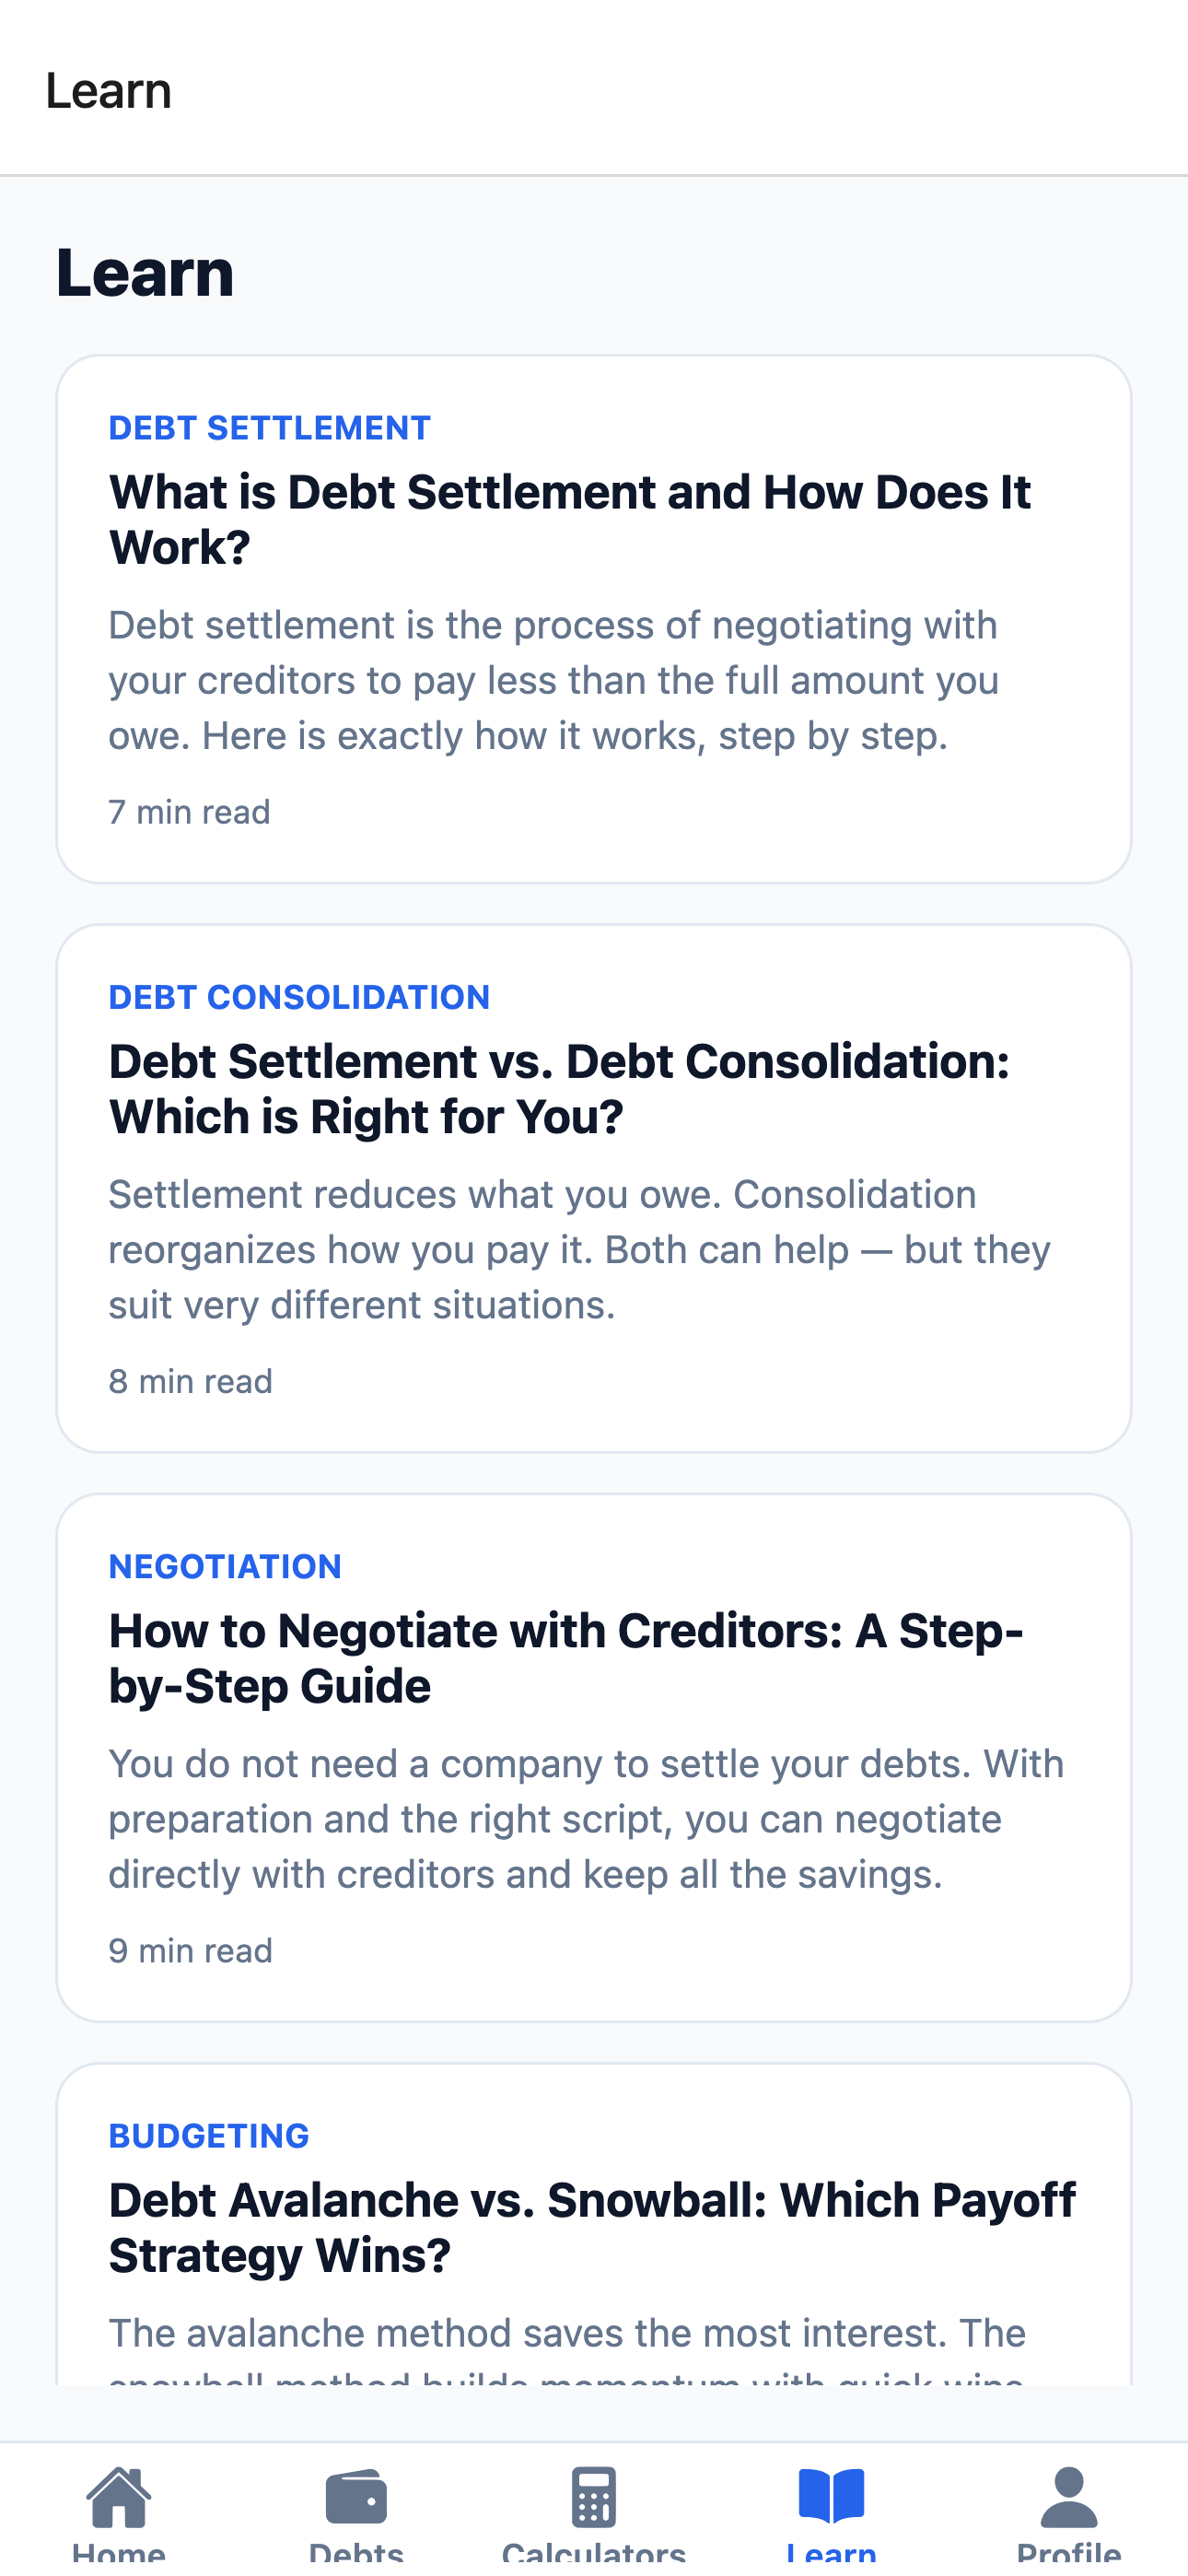 Learn
Learn
DEBT SETTLEMENT
What is Debt Settlement and How Does It
Work?
Debt settlement is the process of negotiating with
your creditors to pay less than the full amount you
owe. Here is exactly how it works, step by step.
7 min read
DEBT CONSOLIDATION
Debt Settlement vs. Debt Consolidation:
Which is Right for You?
Settlement reduces what you owe. Consolidation
reorganizes how you pay it. Both can help — but they
suit very different situations.
8 min read
NEGOTIATION
How to Negotiate with Creditors: A Step-
by-Step Guide
You do not need a company to settle your debts. With
preparation and the right script, you can negotiate
directly with creditors and keep all the savings.
9 min read
BUDGETING
Debt Avalanche vs. Snowball: Which Payoff
Strategy Wins?
The avalanche method saves the most interest. The
snowball method builds momentum with quick wins
Home
Debts
Calculators
Learn
Profile